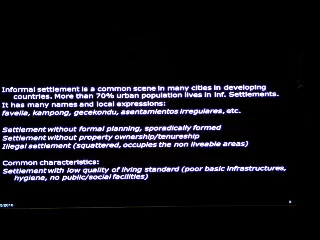 Informal settlement is a common scene in many cities in developing
countries. More than 70% urban population lives in inf. Settlements.
It has many names and local expressions:
favella, kampong, gecekondu, asentamientos irregulares, etc.
Settlement without formal planning, sporadically formed
Settlement without property ownership/tenureship
Illegal settlement (squattered, occupies the non liveable areas)
Common characteristics:
Settlement with low quality of living standard (poor basic infrastructures,
hygiene, no public/social facilities)